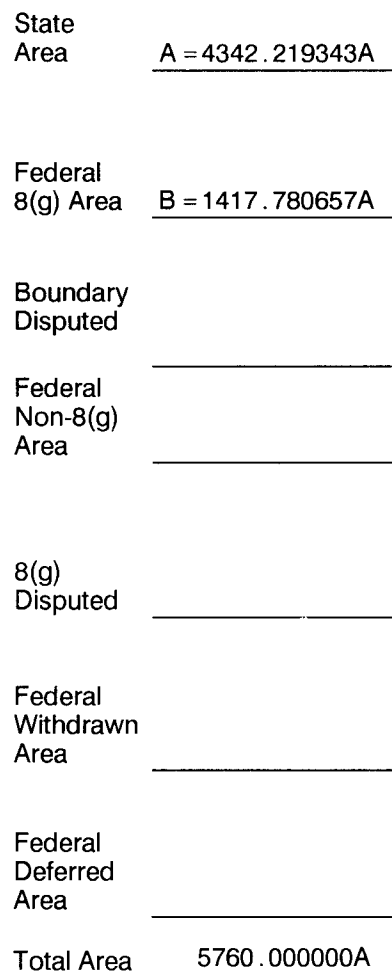 State
Area A = 4342.219343A
Federal
8(g) Area B = 1417.780657A
Boundary
Disputed
Federal
Non-8(g)
Area
8(g)
Disputed
Federal
Withdrawn
Area
Federal
Deferred
Area
Total Area 5760.000000A